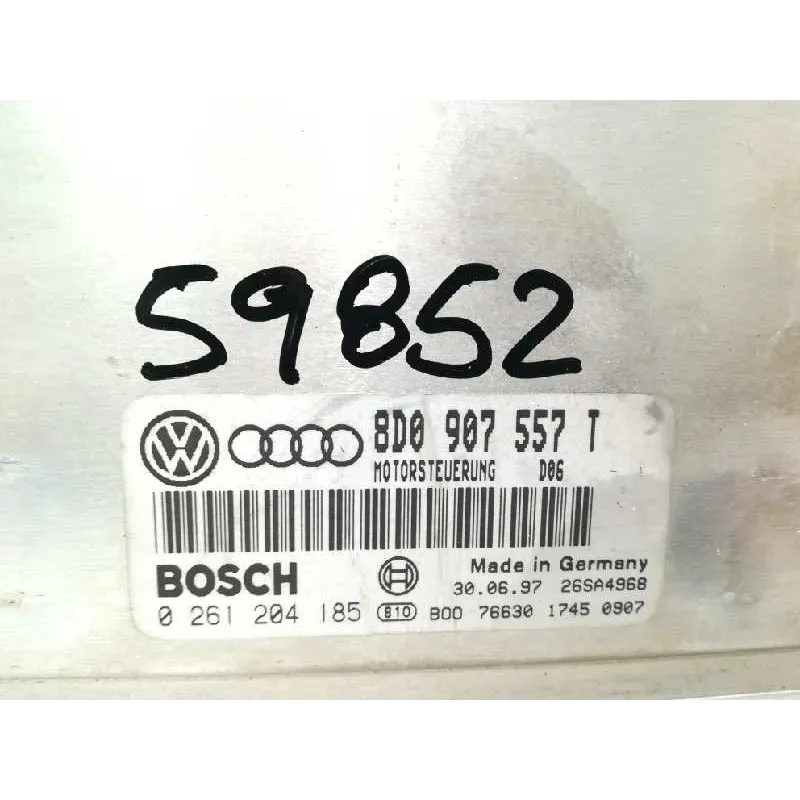 59852
8D0 907 557 T
MOTORSTEUERUNG D06
BOSCH
Made in Germany
30.06.97 26SA4968
0 261 204 185 B10 B00 76630 1745 0907